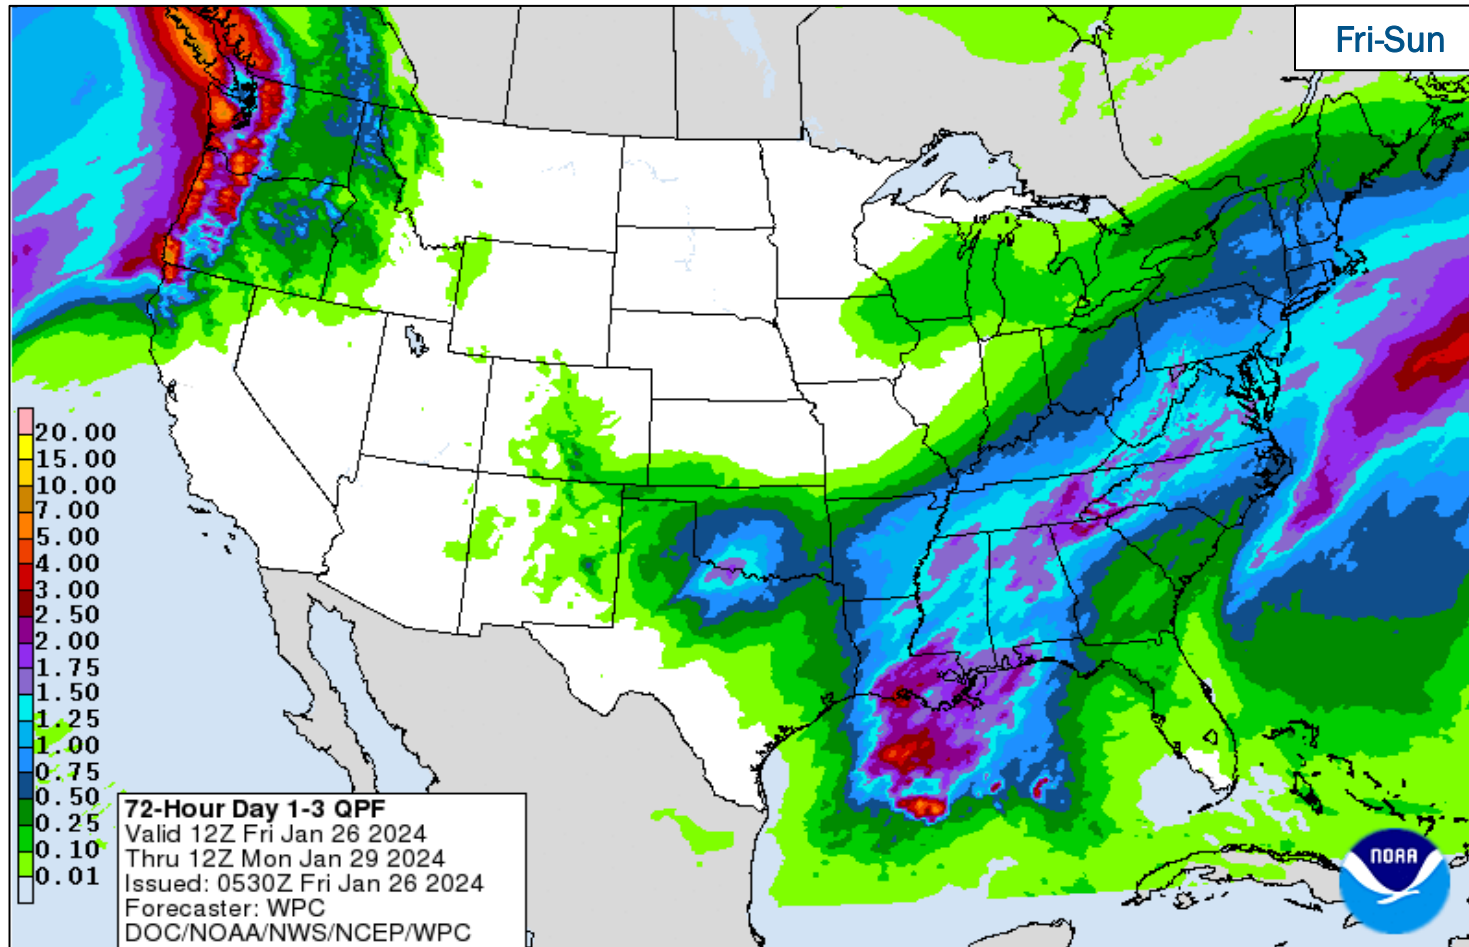 Fri-Sun
20.00
15.00
10.00
7.00
5.00
4.00
3.00
2.50
2.00
1.75
1.50
1.25
1.00
0.75
0.50
0.25
0.10
0.01
72-Hour Day 1-3 QPF
Valid 12Z Fri Jan 26 2024
Thru 12Z Mon Jan 29 2024
Issued: 0530Z Fri Jan 26 2024
Forecaster: WPC
DOC/NOAA/NWS/NCEP/WPC
NOAA